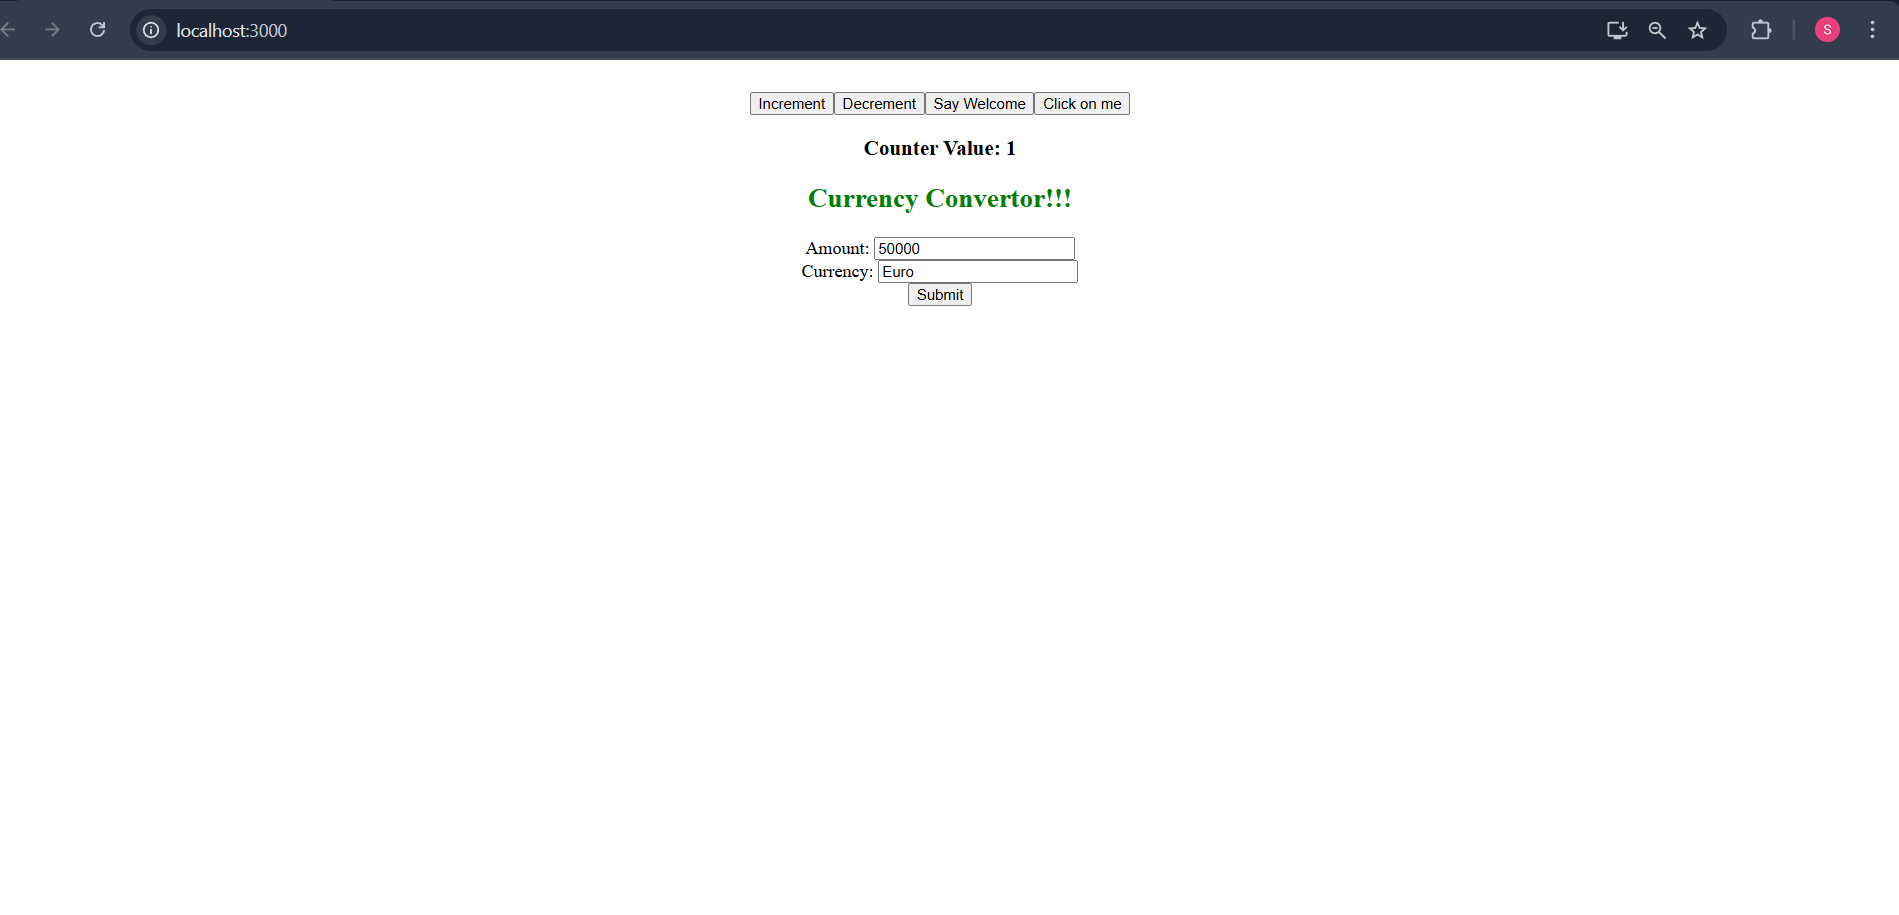 localhost:3000
S
Increment Decrement Say Welcome Click on me
Counter Value: 1
Currency Convertor!!!
Amount: 50000
Currency: Euro
Submit